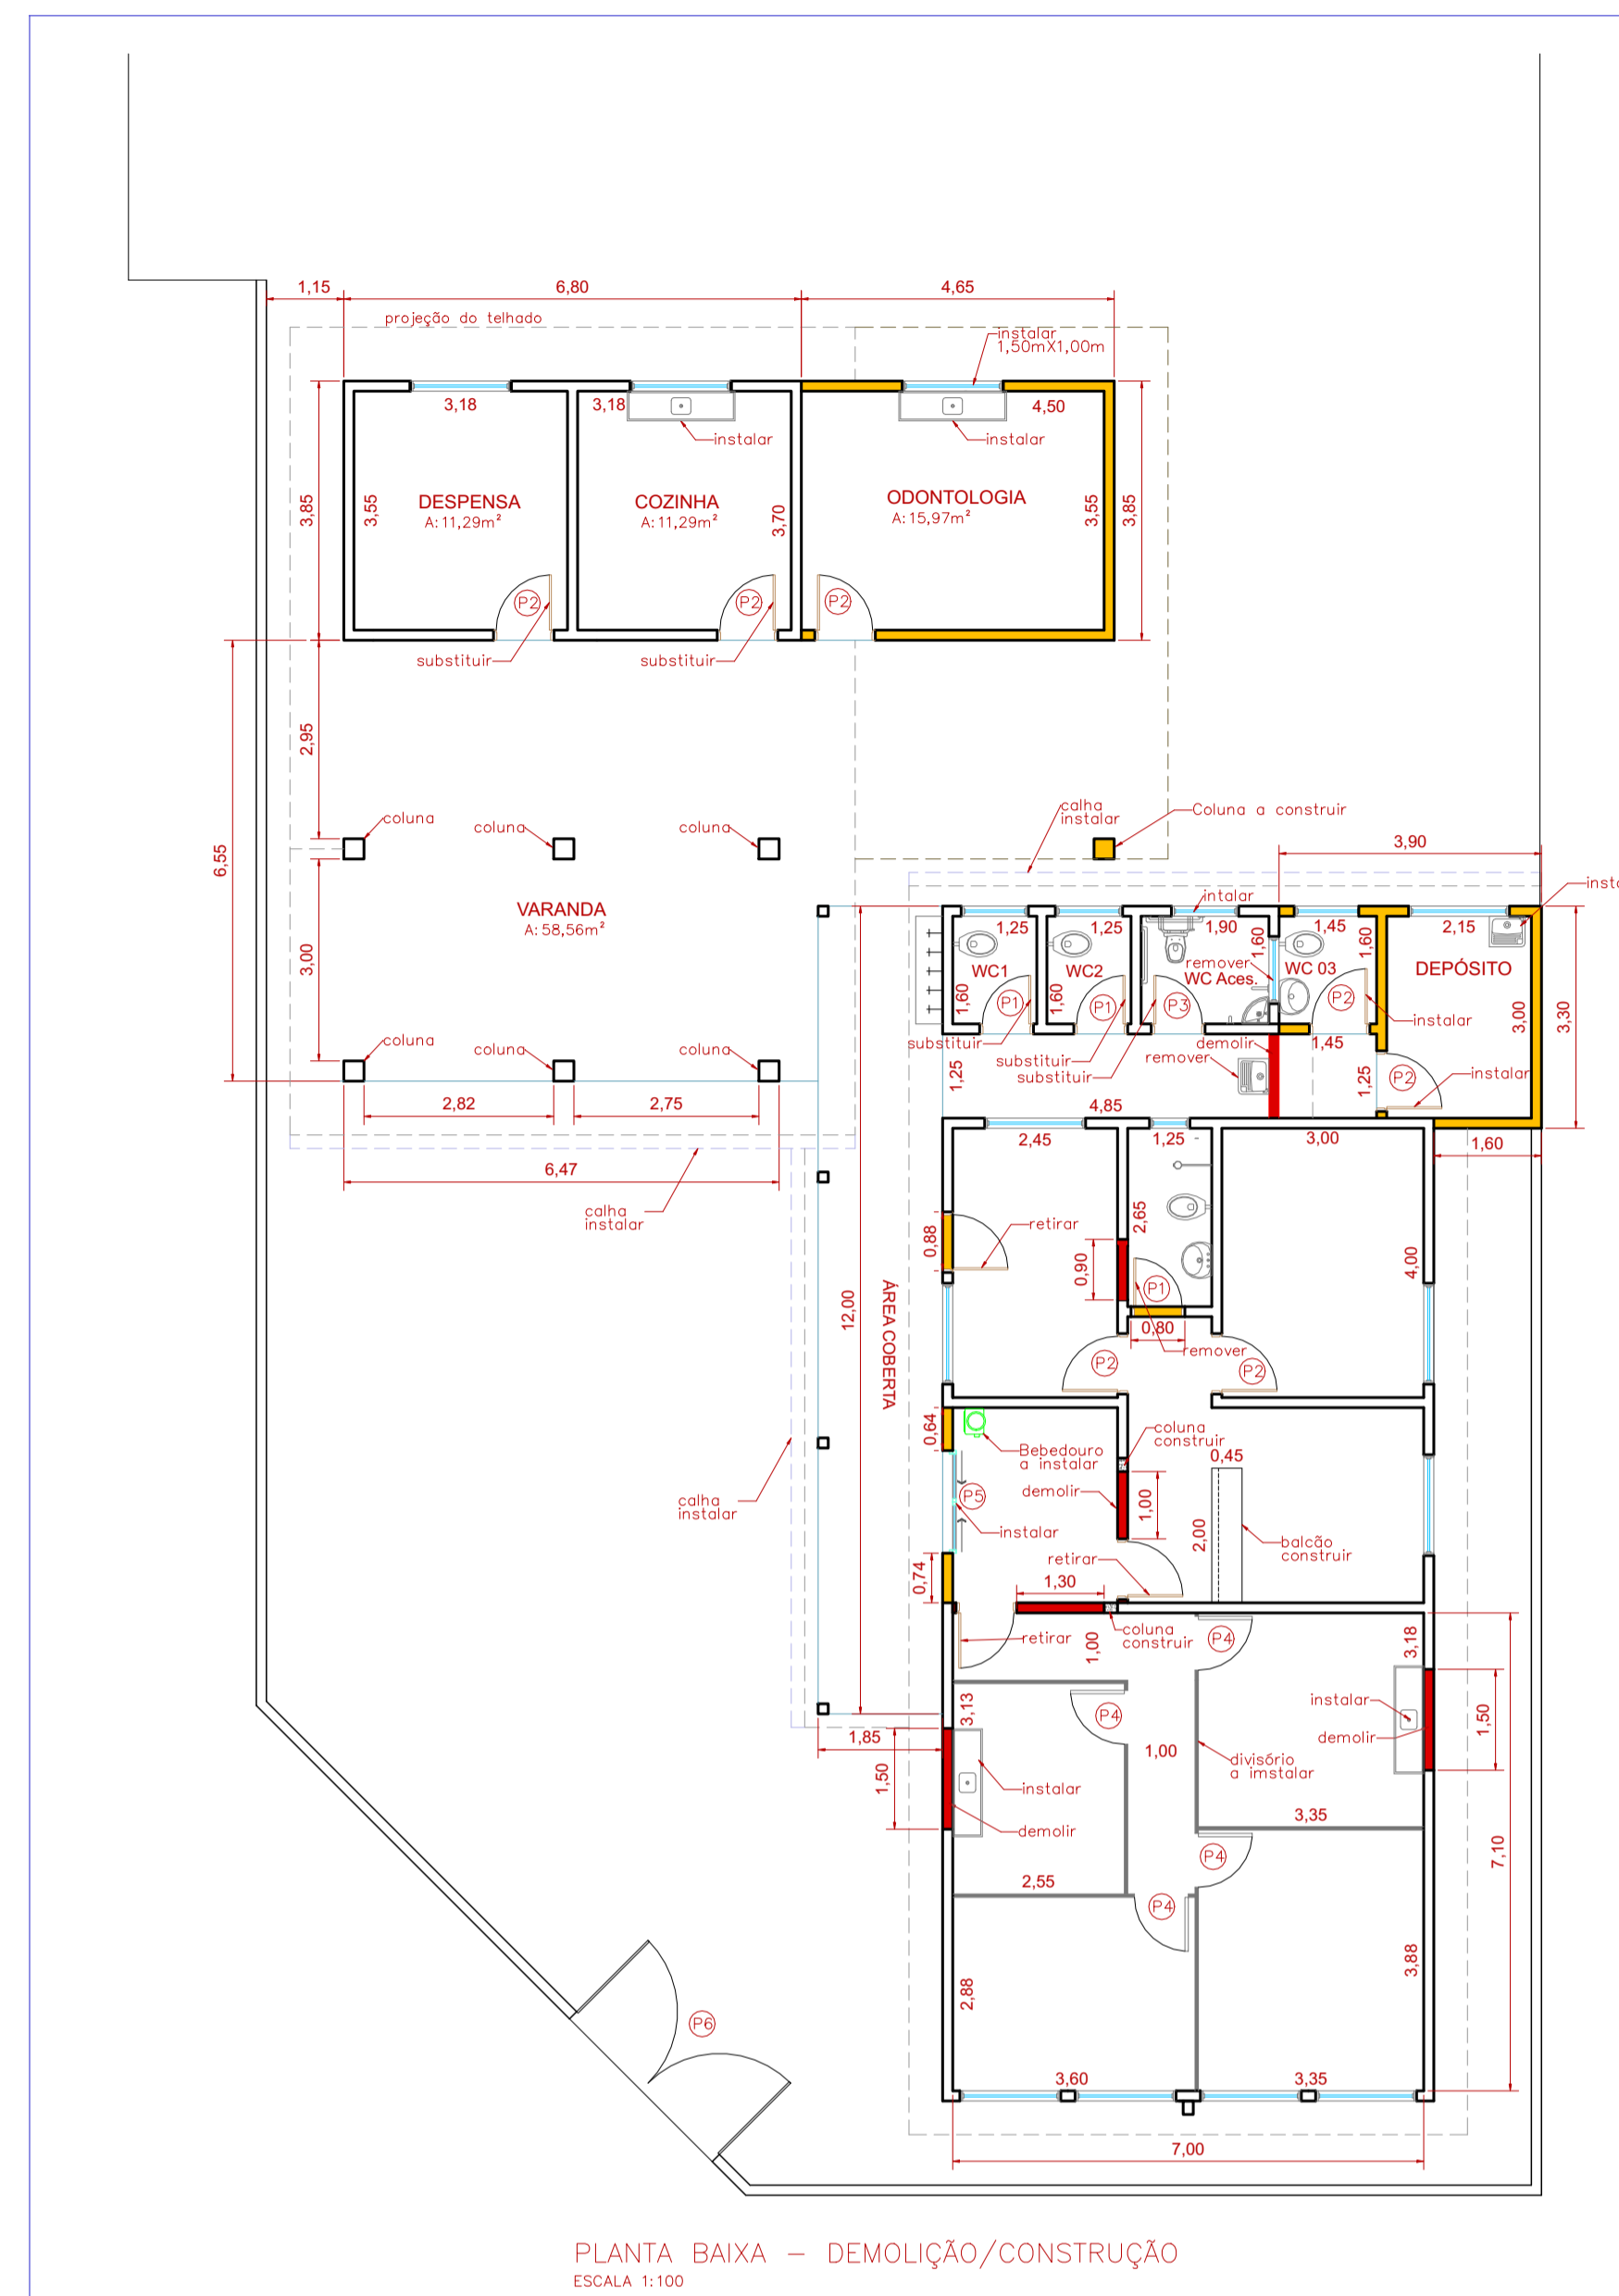 1,15
6,80
4,65
projeção do telhado
instalar
1,50mX1,00m
3,18
3,18
4,50
instalar
instalar
3,85
3,55
DESPENSA
A: 11,29m²
COZINHA
A: 11,29m²
3,70
ODONTOLOGIA
A: 15,97m²
3,55
3,85
P2
P2
P2
substituir
substituir
2,95
6,55
coluna
coluna
coluna
calha
instalar
Coluna a construir
3,90
3,00
VARANDA
A: 58,56m²
intalar
1,25
1,25
1,90
1,60
1,45
1,60
2,15
WC1
WC2
remover
WC Aces.
WC 03
DEPÓSITO
1,60
P1
1,60
P1
P3
P2
instalar
3,00
3,30
substituir
substituir
substituir
demolir
remover
1,45
coluna
coluna
coluna
1,25
4,85
1,25
P2
instalar
2,82
2,75
2,45
1,25
3,00
1,60
6,47
calha
instalar
0,88
retirar
2,65
0,90
P1
4,00
12,00
ÁREA COBERTA
0,80
remover
P2
P2
0,64
Bebedouro
a instalar
coluna
construir
0,45
calha
instalar
P5
demolir
1,00
instalar
2,00
balcão
construir
retirar
0,74
1,30
retirar
1,00
coluna
construir
P4
3,18
3,13
P4
instalar
demolir
1,50
1,85
1,00
divisório
a imstalar
1,50
instalar
demolir
3,35
7,10
P4
2,55
P4
2,88
3,88
P6
3,60
3,35
7,00
PLANTA BAIXA – DEMOLIÇÃO/CONSTRUÇÃO
ESCALA 1:100